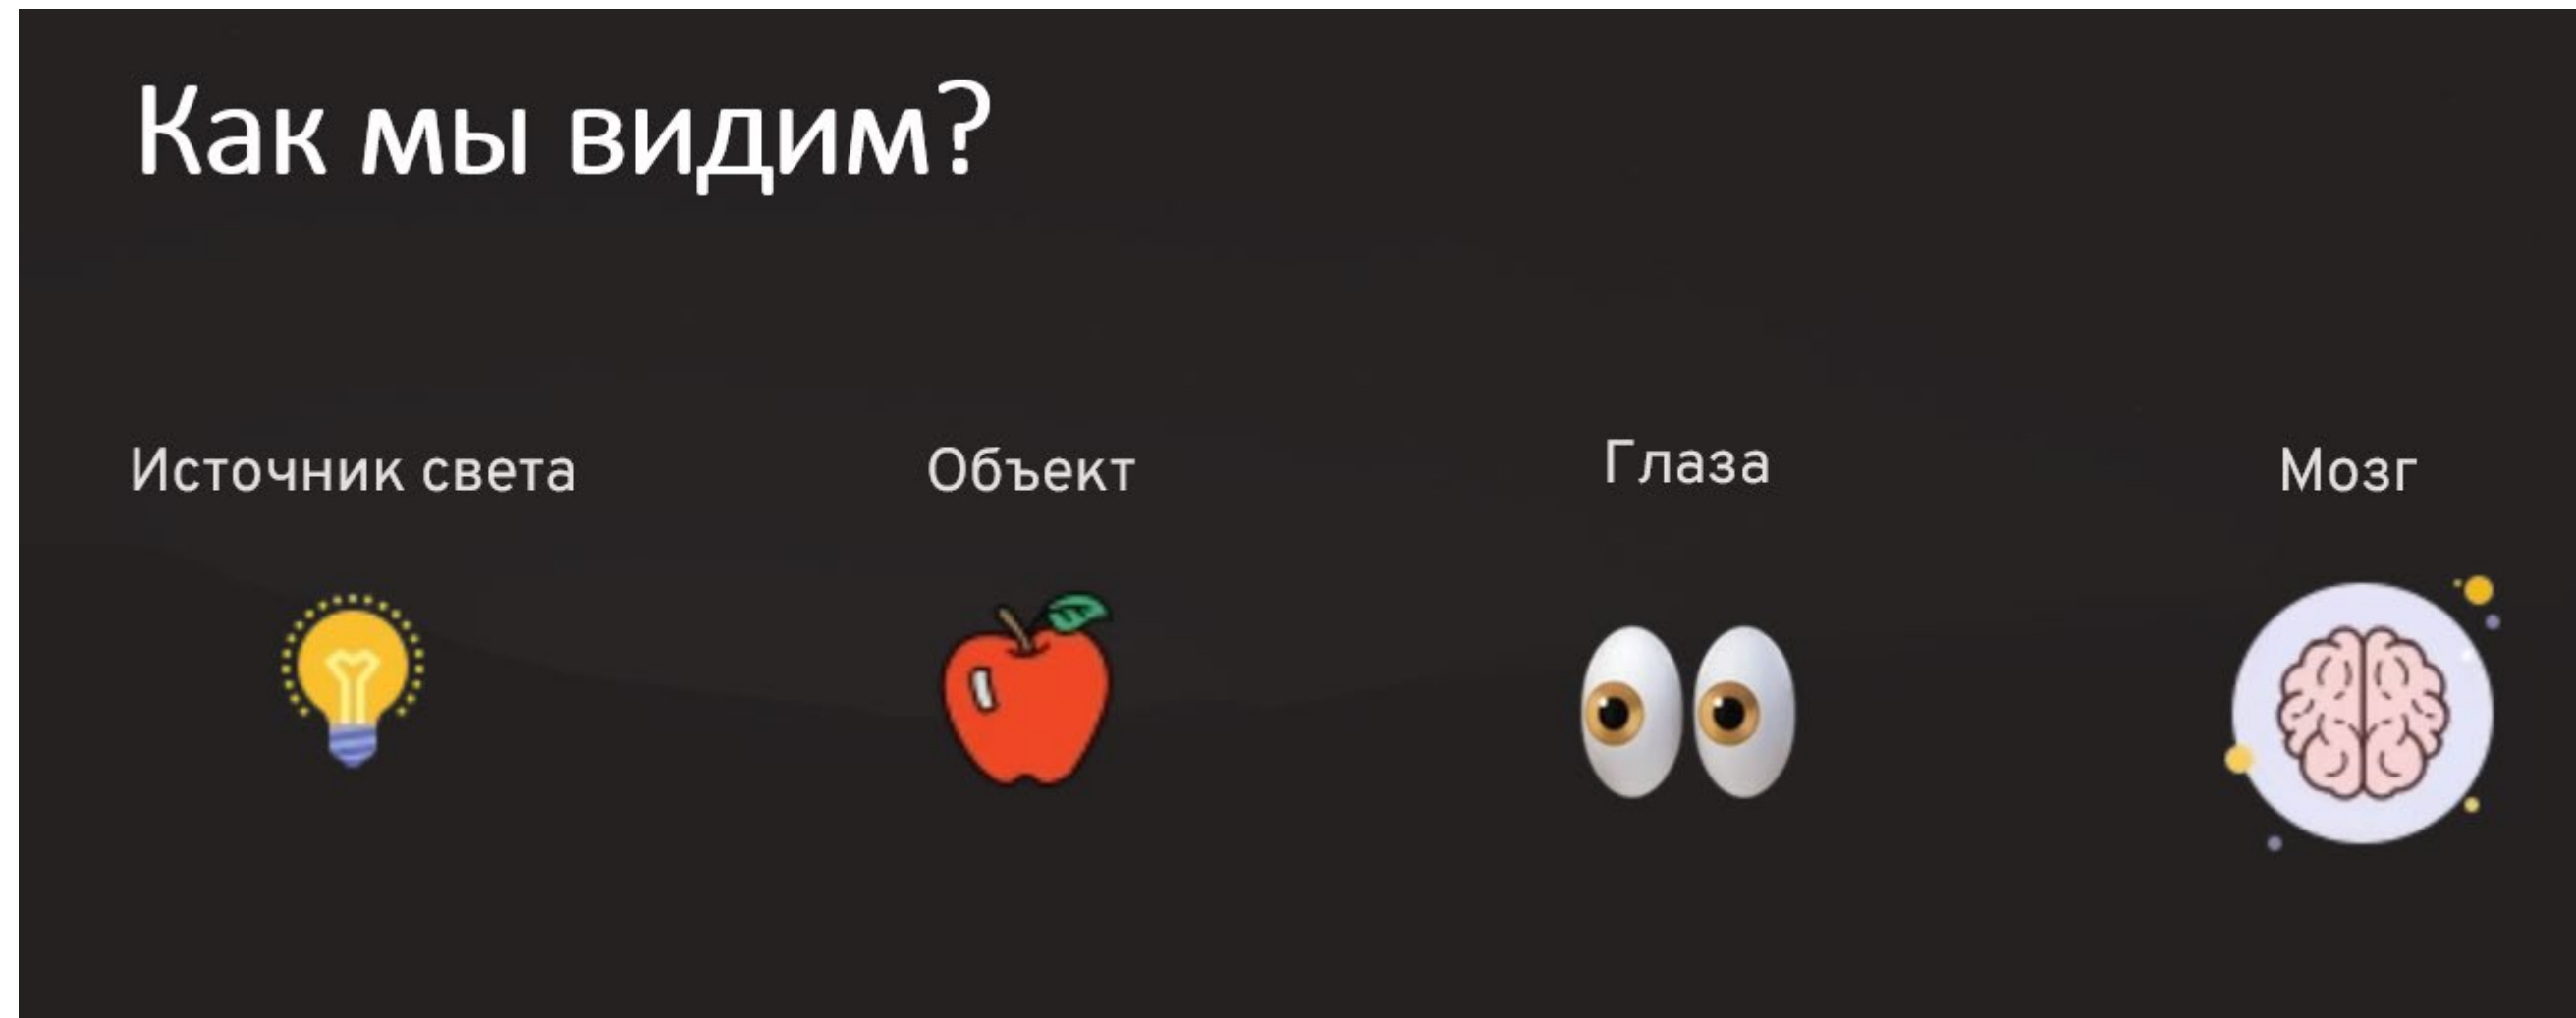 Как мы видим?
Источник света
Объект
Глаза
Мозг